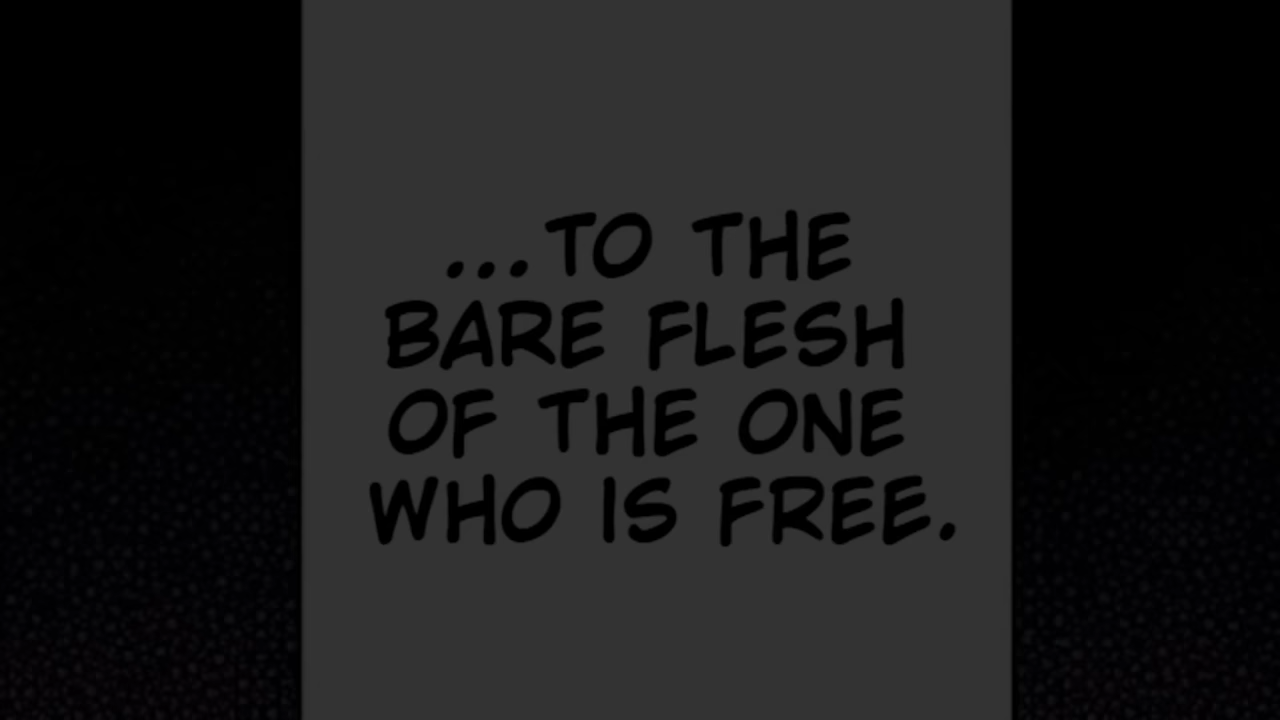 ...TO THE
BARE FLESH
OF THE ONE
WHO IS FREE.